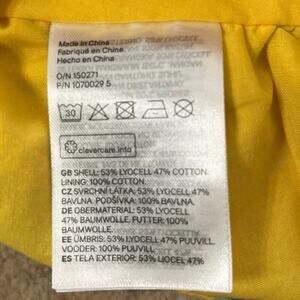 Made in China
Fabriqué en Chine
Hecho en China
O/N 150271
P/N 1070029 5
30
clevercare.info
GB SHELL: 53% LYOCELL 47% COTTON.
LINING: 100% COTTON.
CZ SVRCHNÍ LÁTKA: 53% LYOCELL 47%
BAVLNA. PODŠÍVKA: 100% BAVLNA.
DE OBERMATERIAL: 53% LYOCELL
47% BAUMWOLLE. FUTTER: 100%
BAUMWOLLE.
EE ÜMBRIS: 53% LYOCELL 47% PUUVILL.
VOODER: 100% PUUVILL.
ES TELA EXTERIOR: 53% LIOCEL 47%